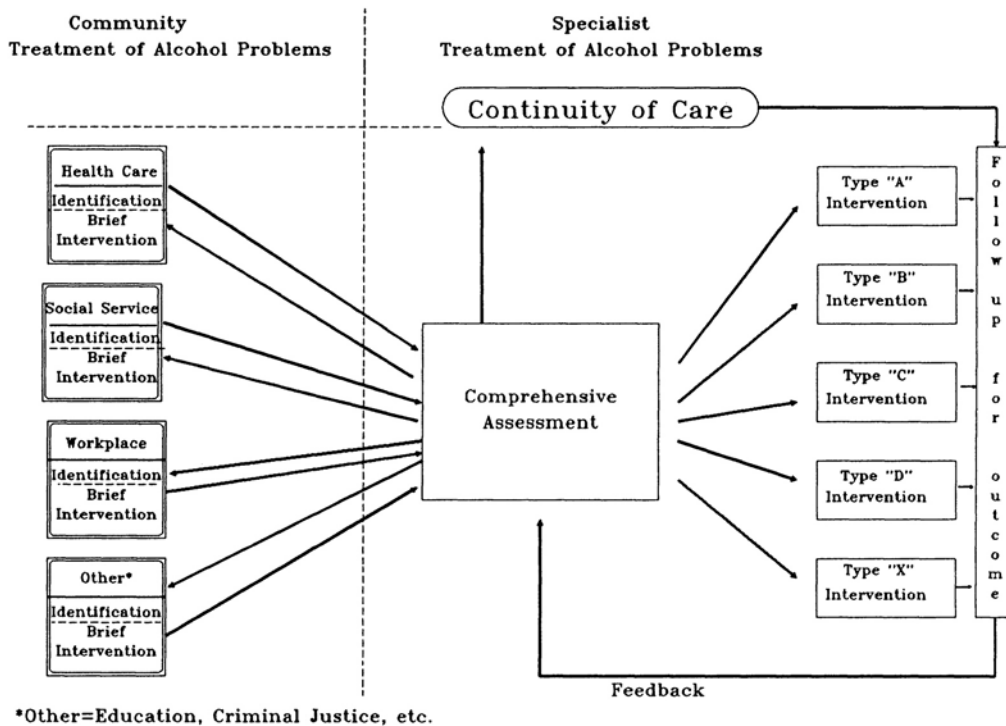 Community
Treatment of Alcohol Problems
Specialist
Treatment of Alcohol Problems
Continuity of Care
Health Care
Identification
Brief
Intervention
Social Service
Identification
Brief
Intervention
Workplace
Identification
Brief
Intervention
Other*
Identification
Brief
Intervention
Comprehensive
Assessment
Type "A"
Intervention
Type "B"
Intervention
Type "C"
Intervention
Type "D"
Intervention
Type "X"
Intervention
Follow up for outcome
Feedback
*Other=Education, Criminal Justice, etc.